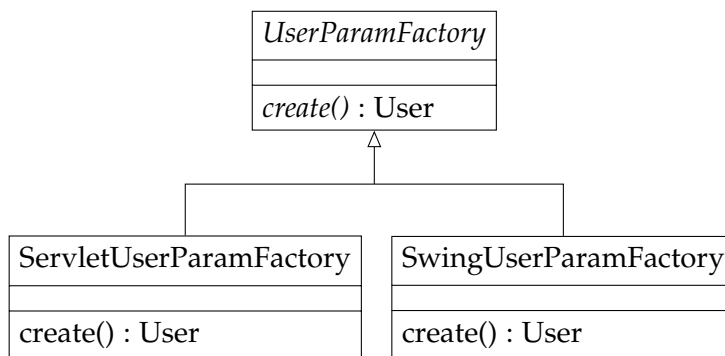 UserParamFactory
create() : User
ServletUserParamFactory
SwingUserParamFactory
create() : User
create() : User